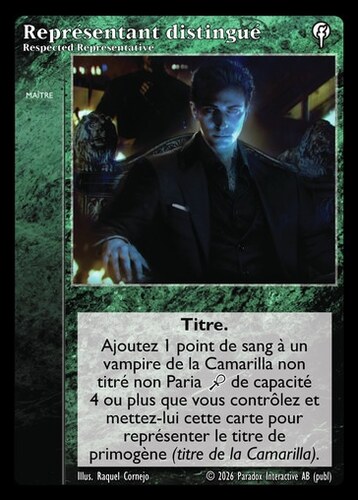 Représentant distingué
Respected Representative
MAÎTRE
Titre.
Ajoutez 1 point de sang à un
vampire de la Camarilla non
titré non Paria de capacité
4 ou plus que vous contrôlez et
mettez-lui cette carte pour
représenter le titre de
primogène (titre de la Camarilla).
Illus. Raquel Cornejo © 2026 Paradox Interactive AB (publ)